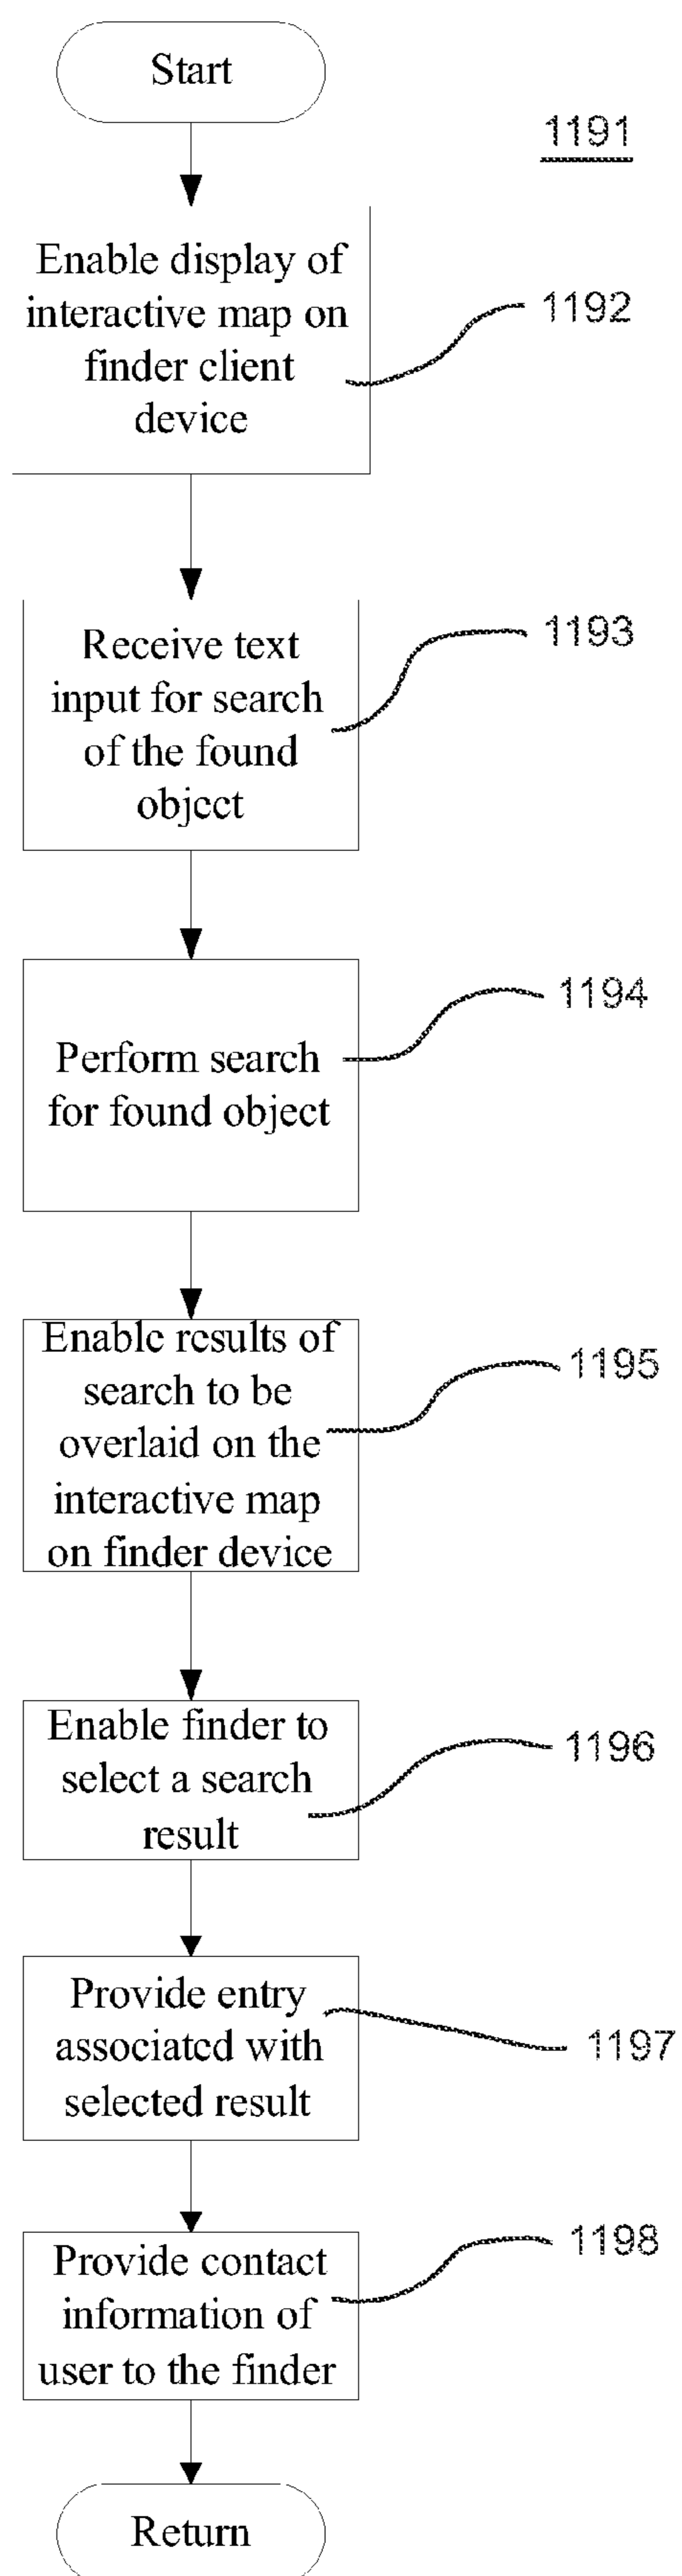 Start
1191
Enable display of
interactive map on
finder client
device
1192
Receive text
input for search
of the found
object
1193
Perform search
for found object
1194
Enable results of
search to be
overlaid on the
interactive map
on finder device
1195
Enable finder to
select a search
result
1196
Provide entry
associated with
selected result
1197
Provide contact
information of
user to the finder
1198
Return